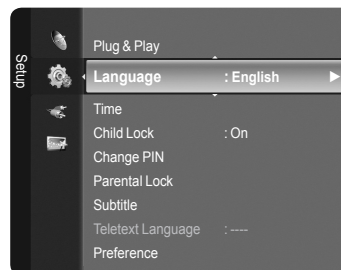 Setup
Plug & Play
Language : English
Time
Child Lock : On
Change PIN
Parental Lock
Subtitle
Teletext Language : ----
Preference